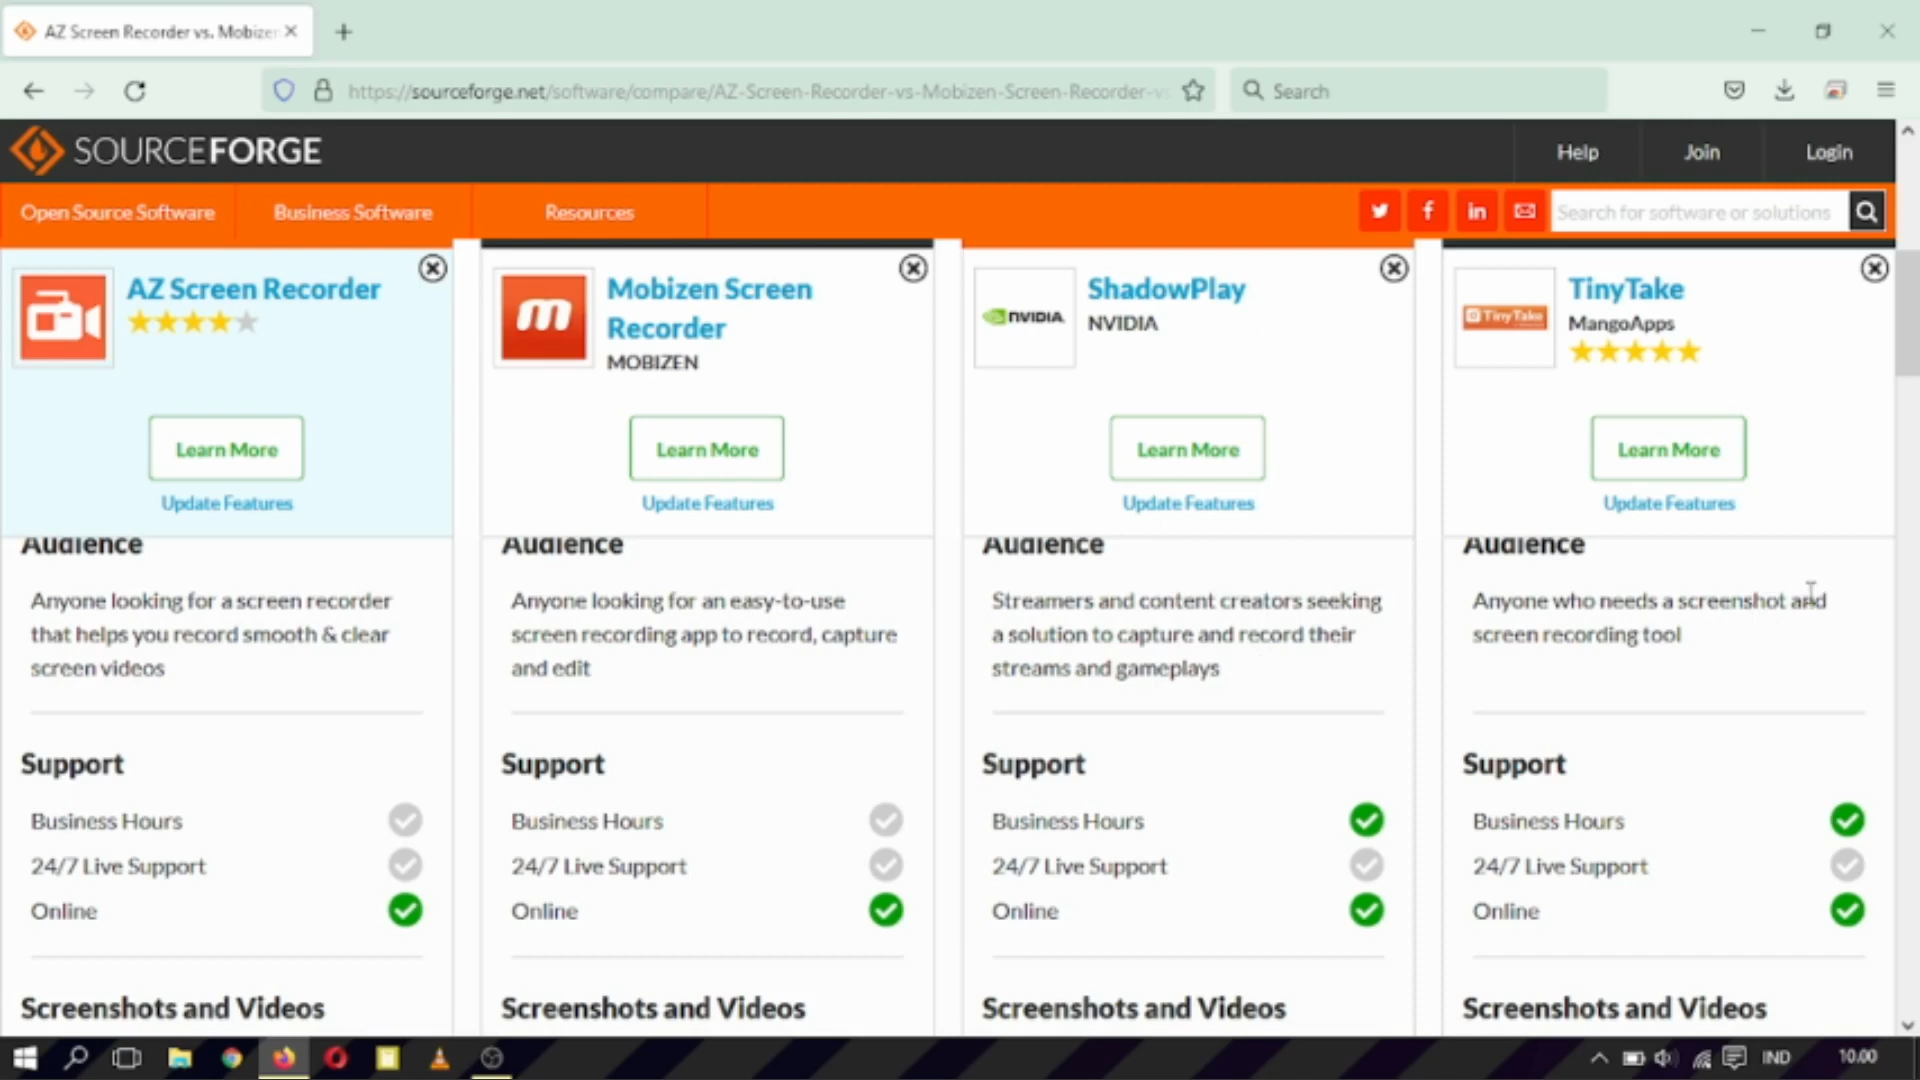 AZ Screen Recorder vs. Mobizen
https://sourceforge.net/software/compare/AZ-Screen-Recorder-vs-Mobizen-Screen-Recorder-v
Search
SOURCEFORGE
Help
Join
Login
Open Source Software
Business Software
Resources
Search for software or solutions
AZ Screen Recorder
Learn More
Update Features
Audience
Anyone looking for a screen recorder
that helps you record smooth & clear
screen videos
Support
Business Hours
24/7 Live Support
Online
Screenshots and Videos
Mobizen Screen
Recorder
MOBIZEN
Learn More
Update Features
Audience
Anyone looking for an easy-to-use
screen recording app to record, capture
and edit
Support
Business Hours
24/7 Live Support
Online
Screenshots and Videos
NVIDIA
ShadowPlay
NVIDIA
Learn More
Update Features
Audience
Streamers and content creators seeking
a solution to capture and record their
streams and gameplays
Support
Business Hours
24/7 Live Support
Online
Screenshots and Videos
TinyTake
TinyTake
MangoApps
Learn More
Update Features
Audience
Anyone who needs a screenshot and
screen recording tool
Support
Business Hours
24/7 Live Support
Online
Screenshots and Videos
IND
10.00